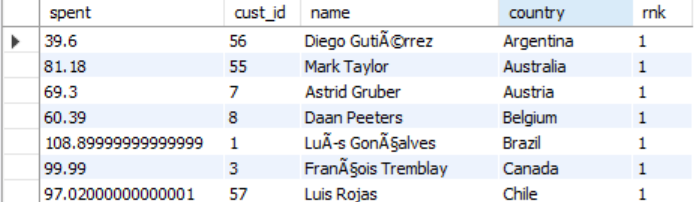 spent cust_id name country rnk
39.6 56 Diego GutiÃ©rrez Argentina 1
81.18 55 Mark Taylor Australia 1
69.3 7 Astrid Gruber Austria 1
60.39 8 Daan Peeters Belgium 1
108.89999999999999 1 LuÃ-s GonÃ§alves Brazil 1
99.99 3 FranÃ§ois Tremblay Canada 1
97.02000000000001 57 Luis Rojas Chile 1